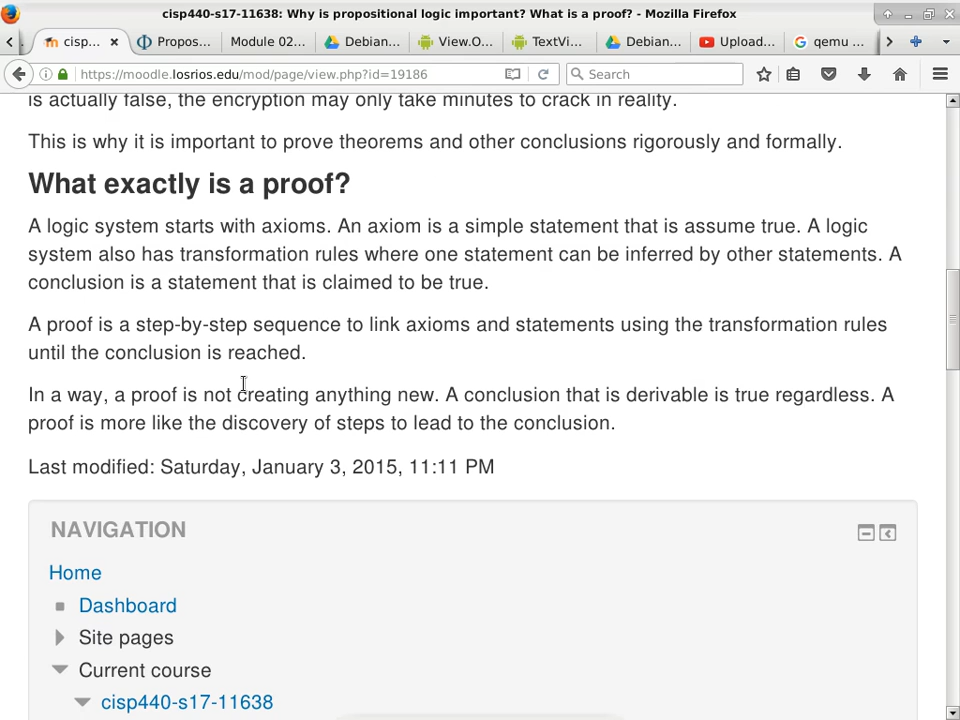 cisp440-s17-11638: Why is propositional logic important? What is a proof? - Mozilla Firefox
cisp... Propos... Module 02... Debian... View.O... TextVi... Debian... Upload... qemu ...
https://moodle.losrios.edu/mod/page/view.php?id=19186 Search
is actually false, the encryption may only take minutes to crack in reality.
This is why it is important to prove theorems and other conclusions rigorously and formally.
What exactly is a proof?
A logic system starts with axioms. An axiom is a simple statement that is assume true. A logic
system also has transformation rules where one statement can be inferred by other statements. A
conclusion is a statement that is claimed to be true.
A proof is a step-by-step sequence to link axioms and statements using the transformation rules
until the conclusion is reached.
In a way, a proof is not creating anything new. A conclusion that is derivable is true regardless. A
proof is more like the discovery of steps to lead to the conclusion.
Last modified: Saturday, January 3, 2015, 11:11 PM
NAVIGATION
Home
Dashboard
Site pages
Current course
cisp440-s17-11638